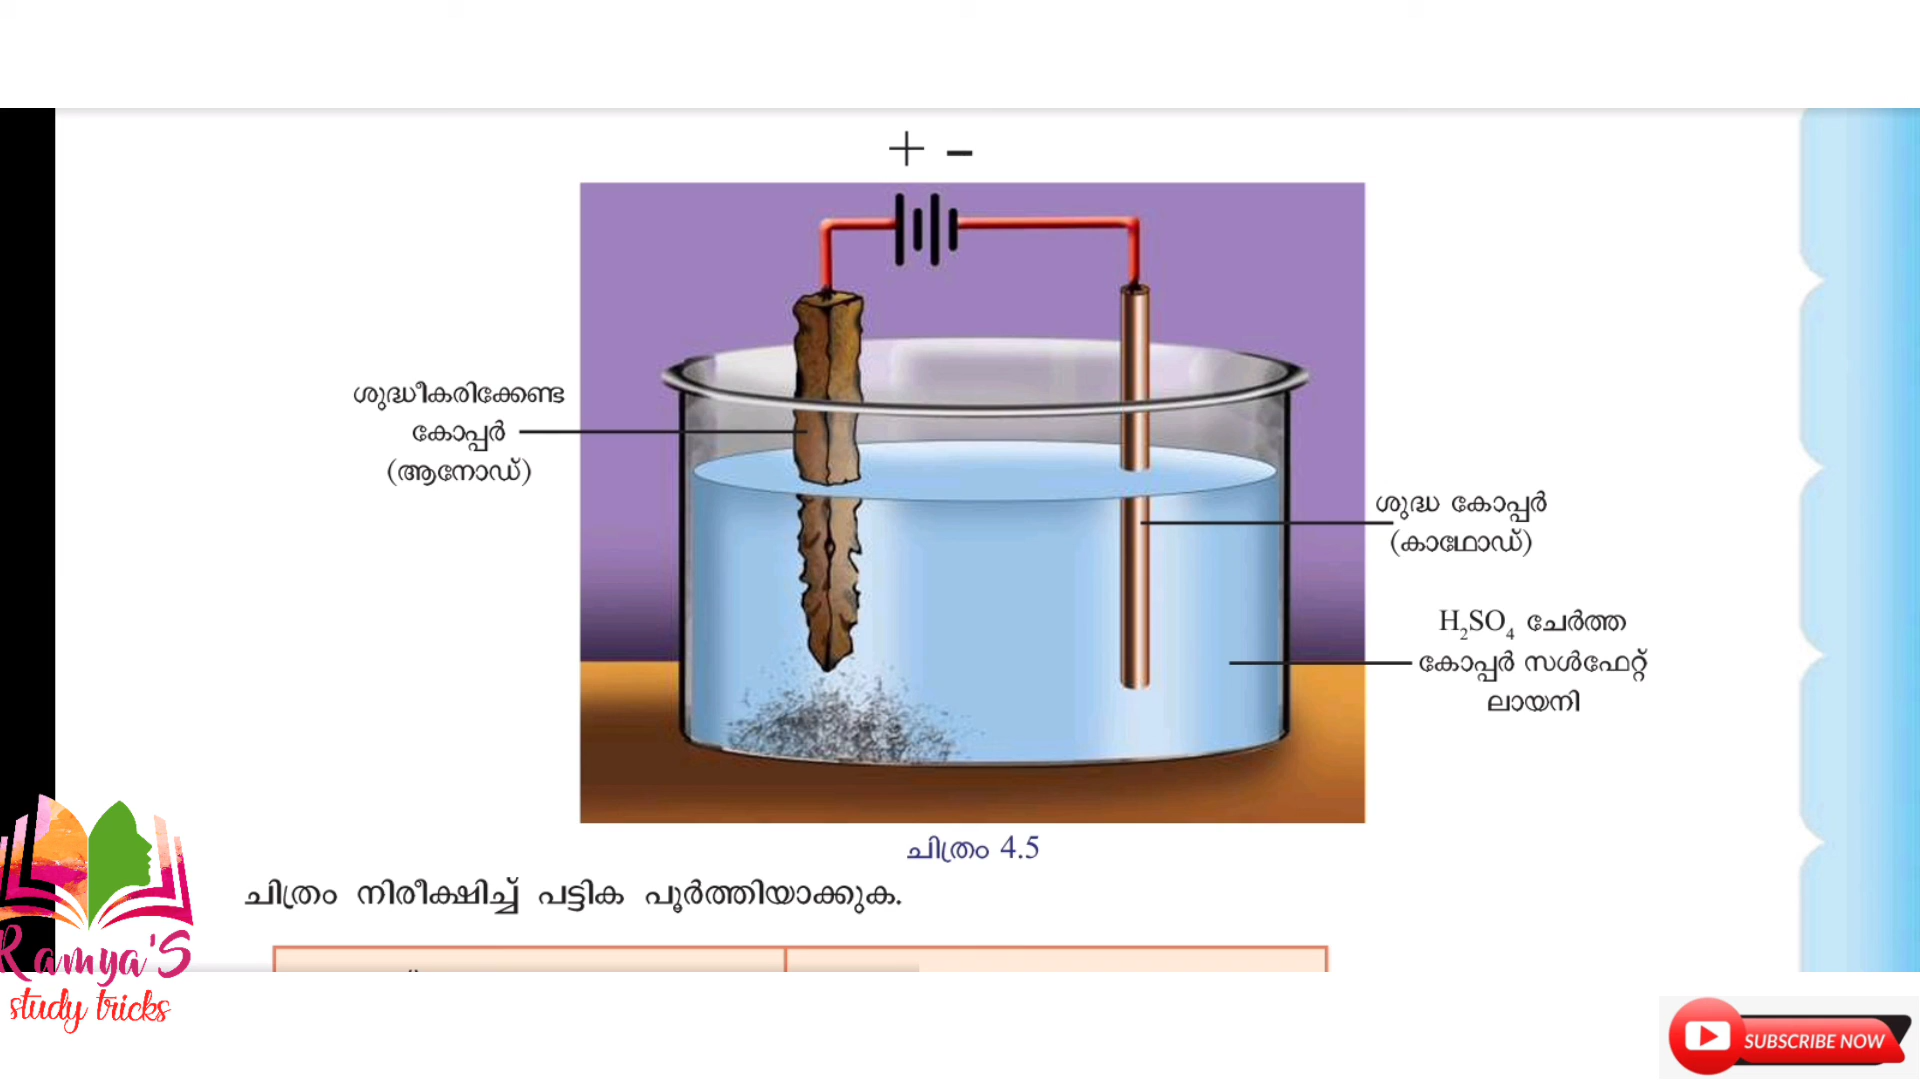 + -
ശുദ്ധീകരിക്കേണ്ട
കോപ്പർ
(ആനോഡ്)
ശുദ്ധ കോപ്പർ
(കാഥോഡ്)
H₂SO₄ ചേർത്ത
കോപ്പർ സൾഫേറ്റ്
ലായനി
ചിത്രം 4.5
ചിത്രം നിരീക്ഷിച്ച് പട്ടിക പൂർത്തിയാക്കുക.
Ramya'S
study tricks
SUBSCRIBE NOW